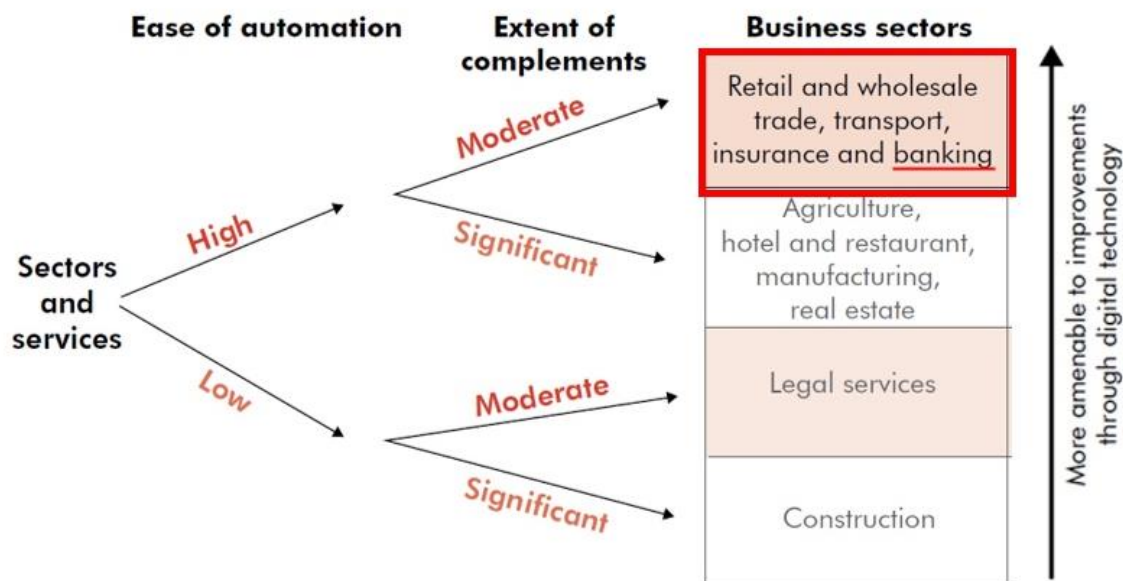 Ease of automation
Extent of
complements
Business sectors
Sectors
and
services
High
Low
Moderate
Significant
Moderate
Significant
Retail and wholesale
trade, transport,
insurance and banking
Agriculture,
hotel and restaurant,
manufacturing,
real estate
Legal services
Construction
More amenable to improvements
through digital technology